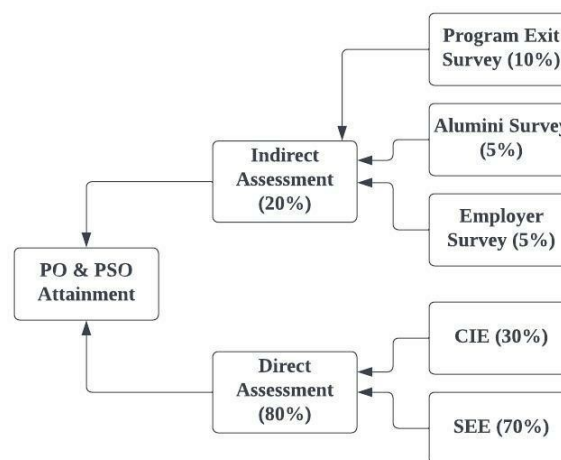 Program Exit
Survey (10%)
Alumini Survey
(5%)
Indirect
Assessment
(20%)
Employer
Survey (5%)
PO & PSO
Attainment
CIE (30%)
Direct
Assessment
(80%)
SEE (70%)